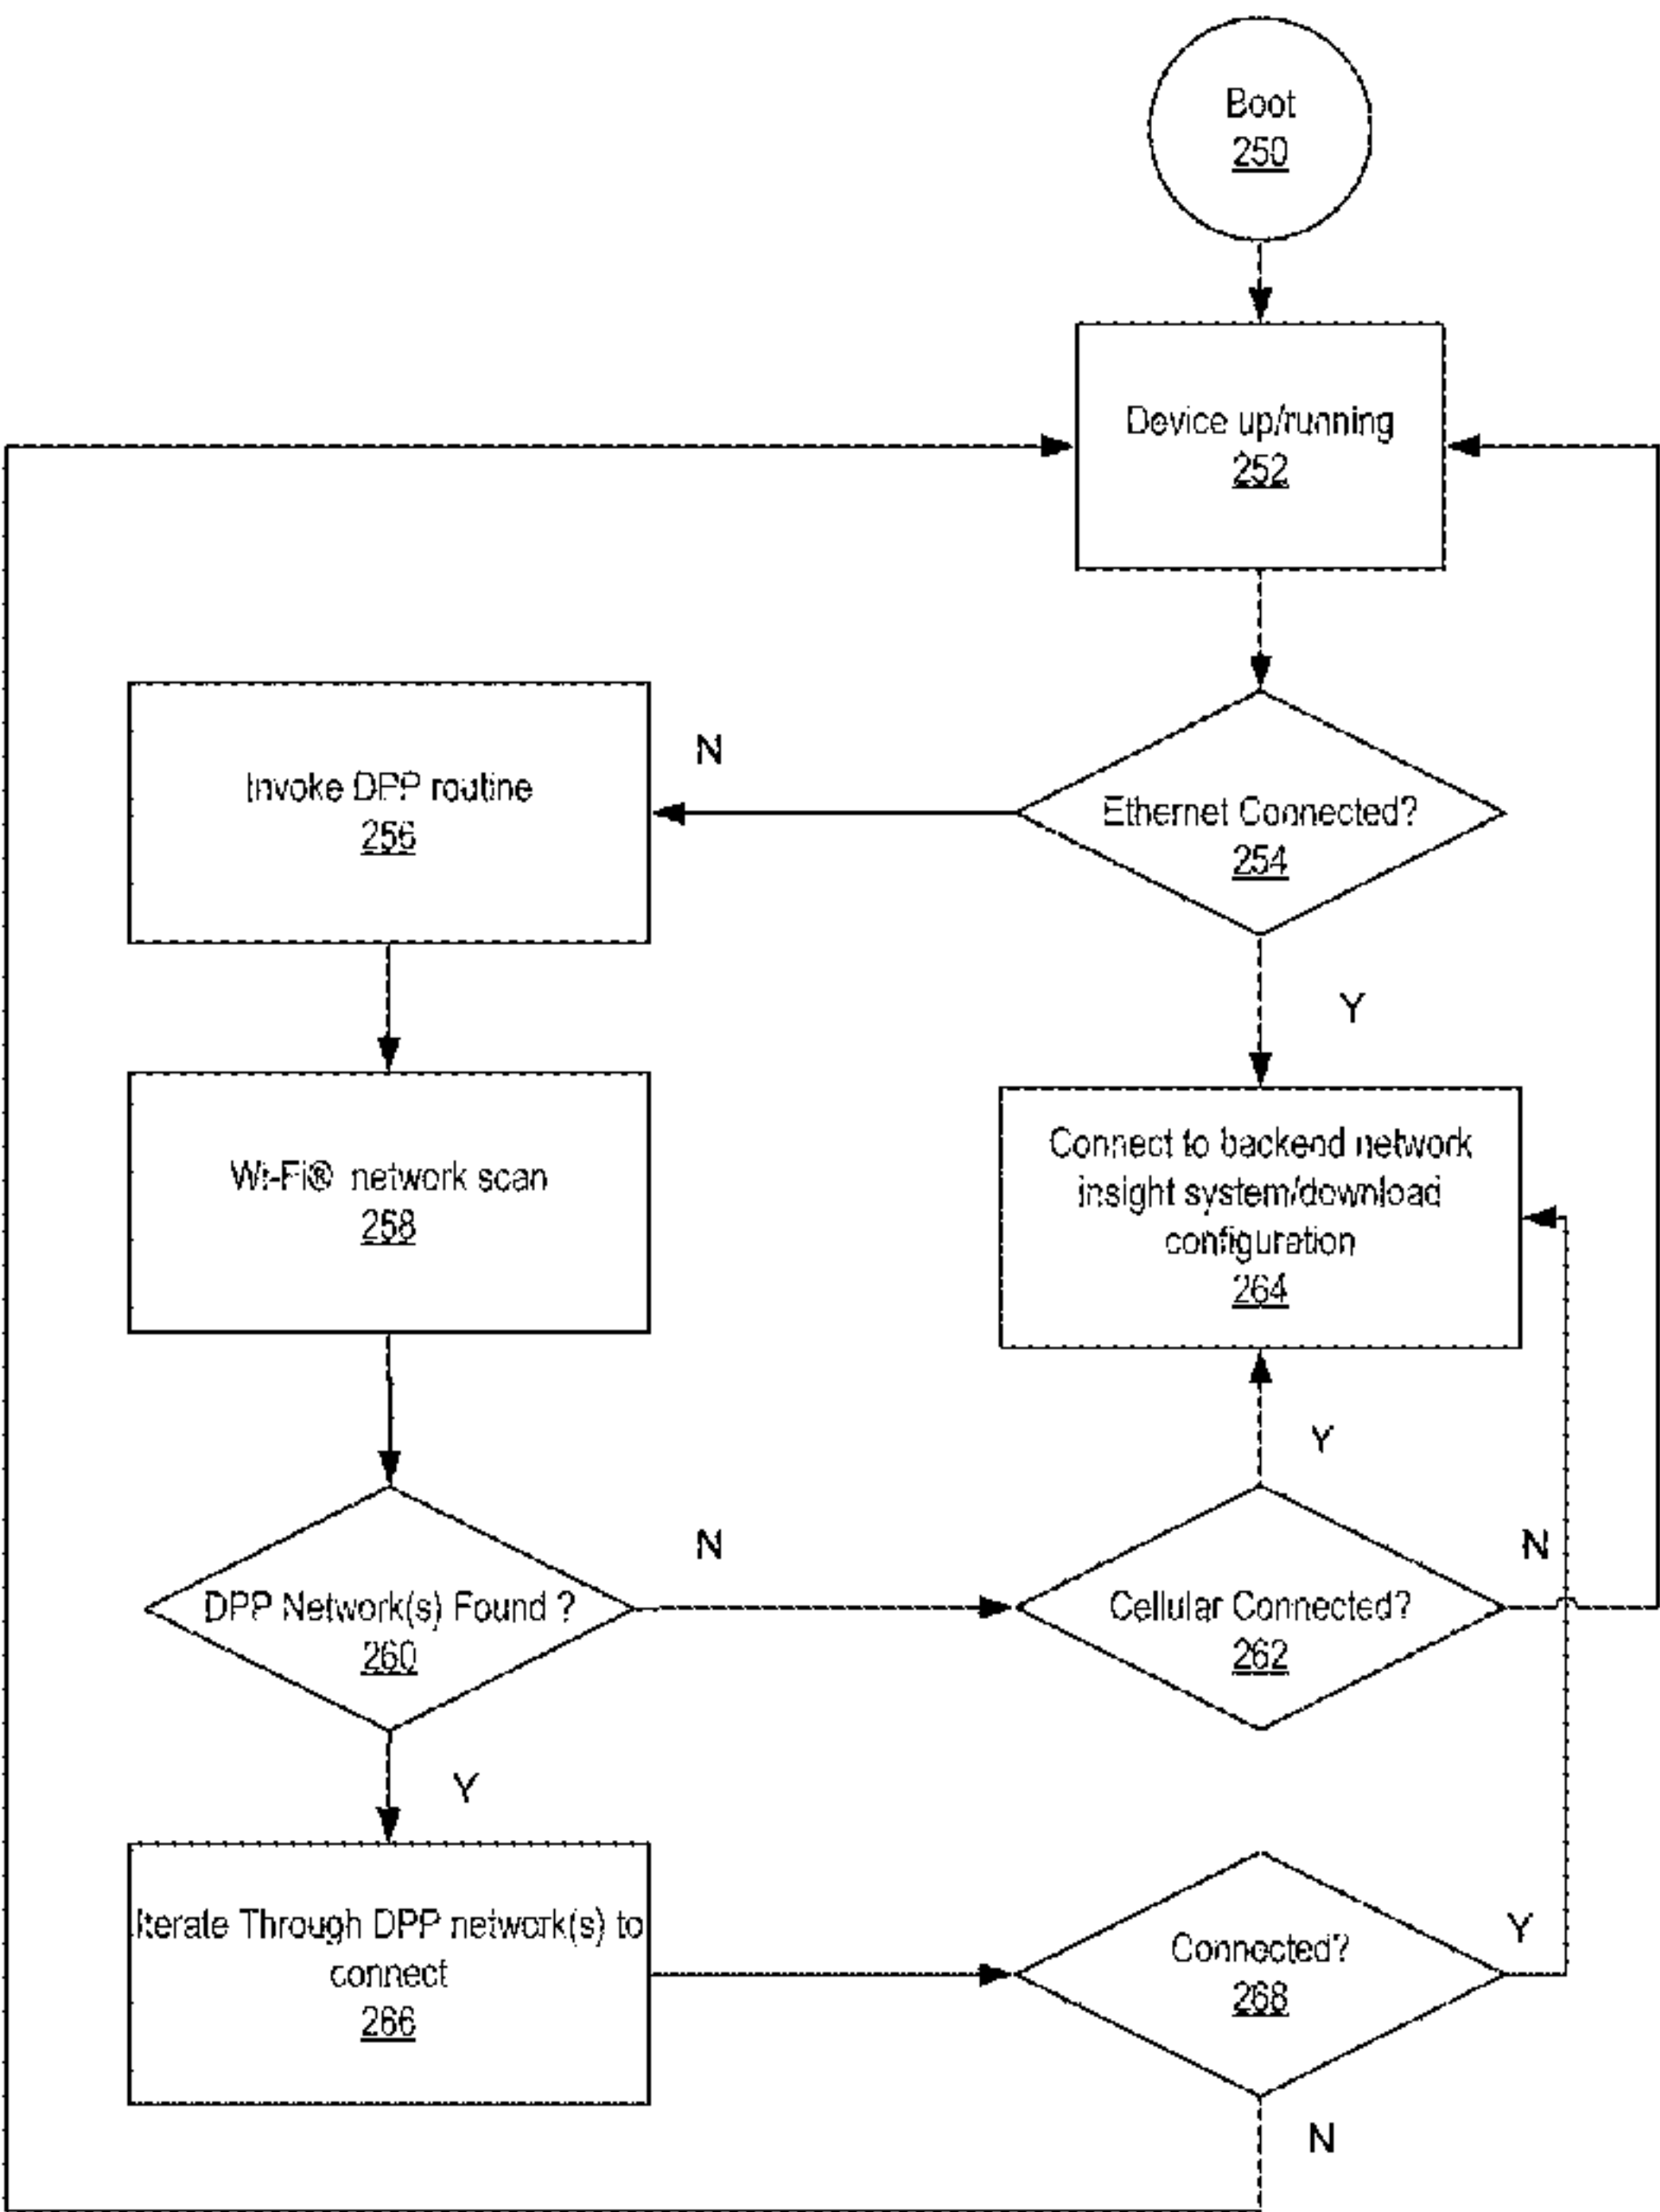 Boot
250
Device up/running
252
N
Invoke DPP routine
256
Ethernet Connected?
254
Y
Wi-Fi® network scan
258
Connect to backend network
insight system/download
configuration
264
Y
N
N
DPP Network(s) Found ?
260
Cellular Connected?
262
Y
Iterate Through DPP network(s) to
connect
266
Connected?
268
Y
N